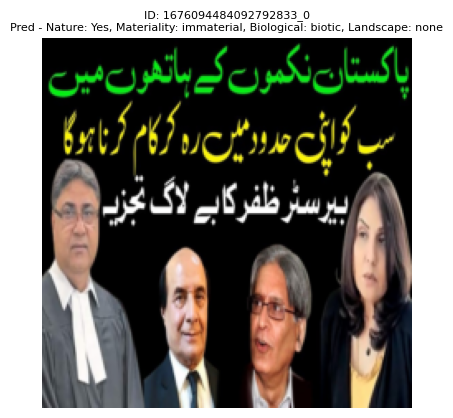 ID: 1676094484092792833_0
Pred - Nature: Yes, Materiality: immaterial, Biological: biotic, Landscape: none
پاکستان نکموں کے ہاتھوں میں
سب کو اپنی حدود میں رہ کر کام کرنا ہوگا
بیرسٹر ظفر کا بے لاگ تجزیہ